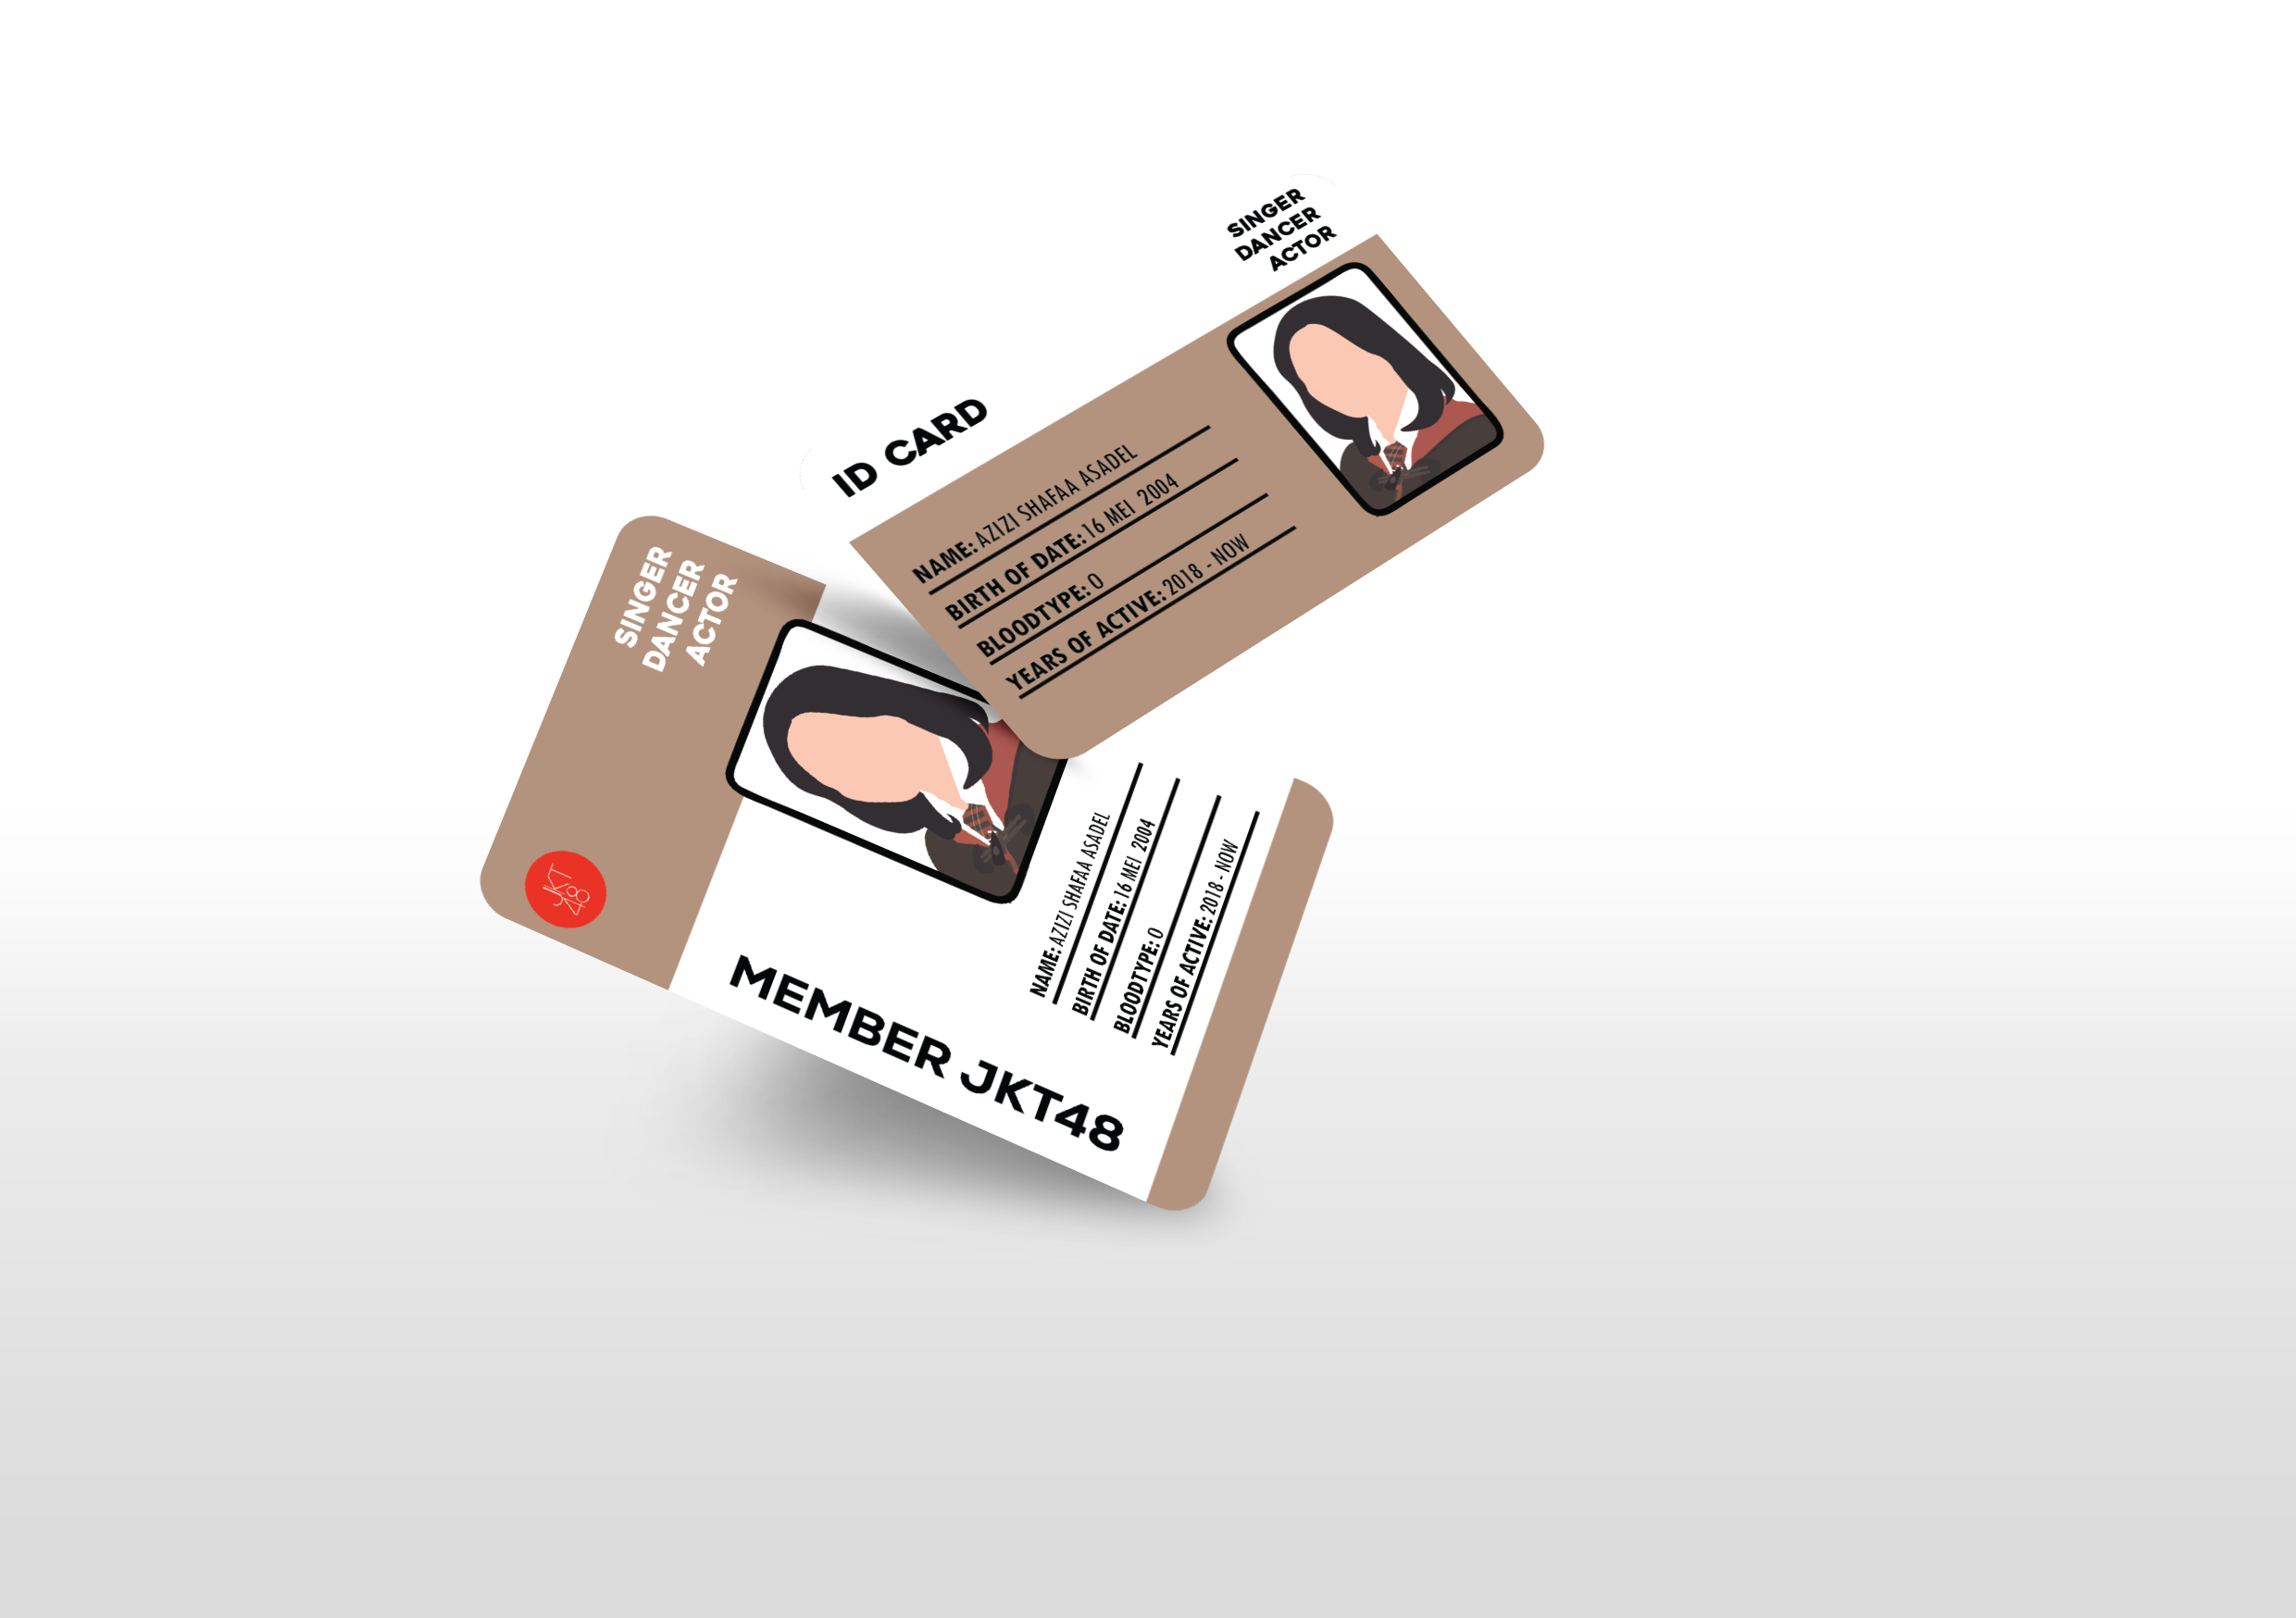 SINGER
DANCER
ACTOR
ID CARD
NAME: AZIZI SHAFAA ASADEL
BIRTH OF DATE: 16 MEI 2004
BLOODTYPE: O
YEARS OF ACTIVE: 2018 - NOW
SINGER
DANCER
ACTOR
JKT
48
NAME: AZIZI SHAFAA ASADEL
BIRTH OF DATE: 16 MEI 2004
BLOODTYPE: O
YEARS OF ACTIVE: 2018 - NOW
MEMBER JKT48